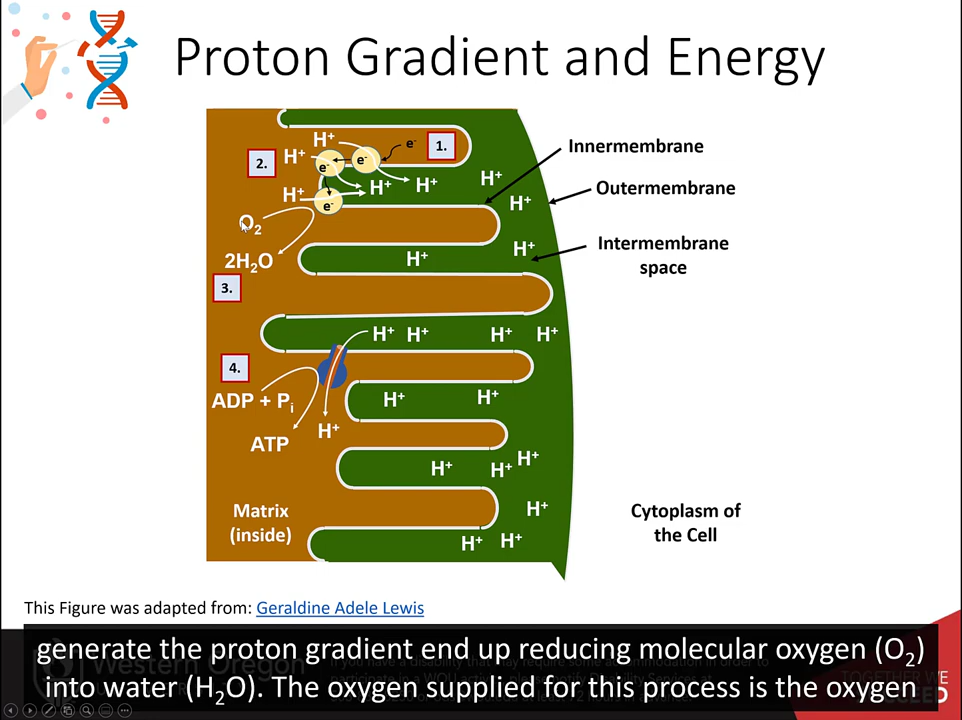 Proton Gradient and Energy
H⁺
e⁻
1.
2.
H⁺
e⁻
e⁻
H⁺
H⁺
H⁺
H⁺
e⁻
H⁺
O₂
2H₂O
3.
H⁺
H⁺
Innermembrane
Outermembrane
Intermembrane
space
H⁺ H⁺ H⁺ H⁺
4.
ADP + Pᵢ
ATP
H⁺
H⁺ H⁺
H⁺ H⁺ H⁺
Matrix
(inside)
H⁺
H⁺ H⁺
Cytoplasm of
the Cell
This Figure was adapted from: Geraldine Adele Lewis
generate the proton gradient end up reducing molecular oxygen (O₂)
into water (H₂O). The oxygen supplied for this process is the oxygen